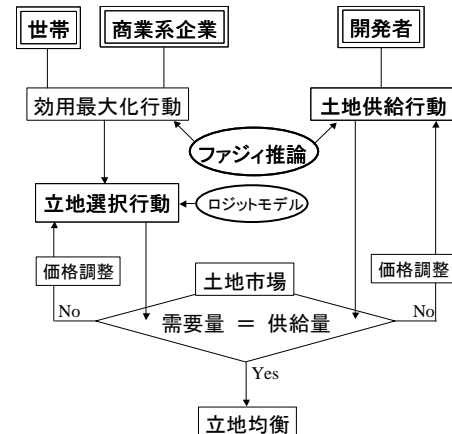 世帯
商業系企業
開発者
効用最大化行動
土地供給行動
ファジィ推論
立地選択行動
ロジットモデル
価格調整
土地市場
価格調整
No
需要量 ＝ 供給量
No
Yes
立地均衡